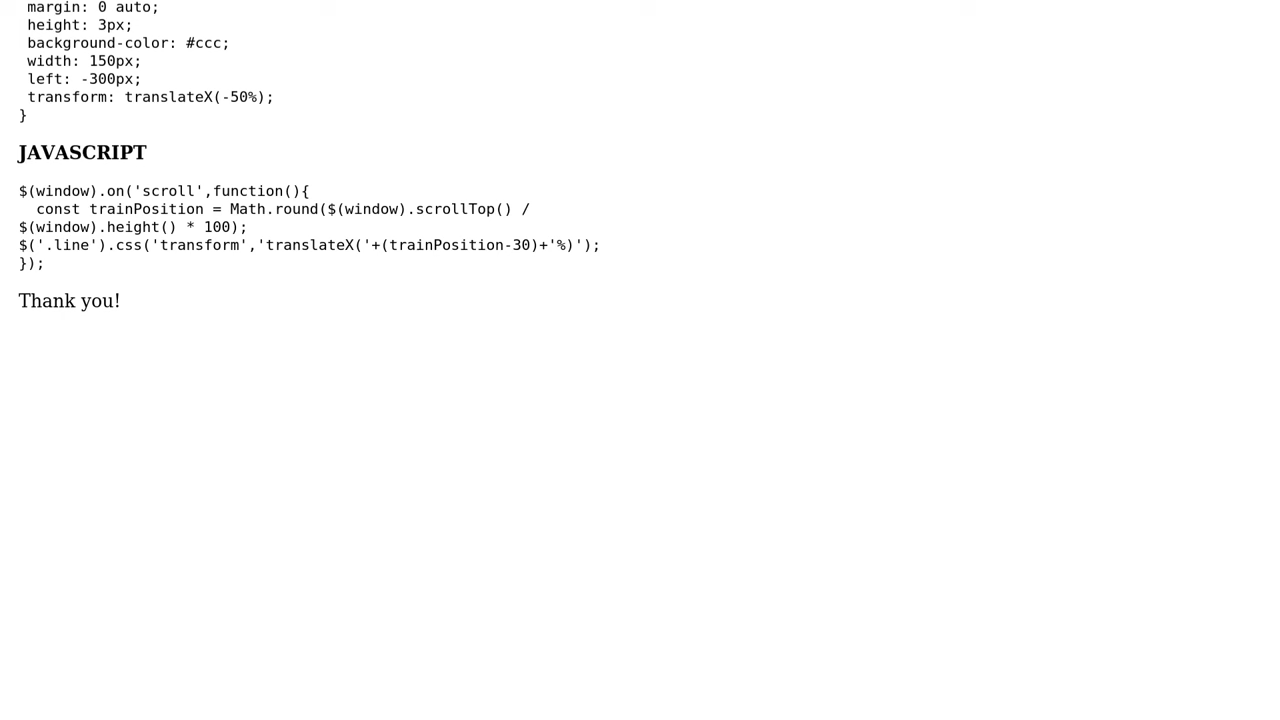 margin: 0 auto;
height: 3px;
background-color: #ccc;
width: 150px;
left: -300px;
transform: translateX(-50%);
}
JAVASCRIPT
$(window).on('scroll',function(){
const trainPosition = Math.round($(window).scrollTop() /
$(window).height() * 100);
$('.line').css('transform','translateX('+(trainPosition-30)+'%)');
});
Thank you!